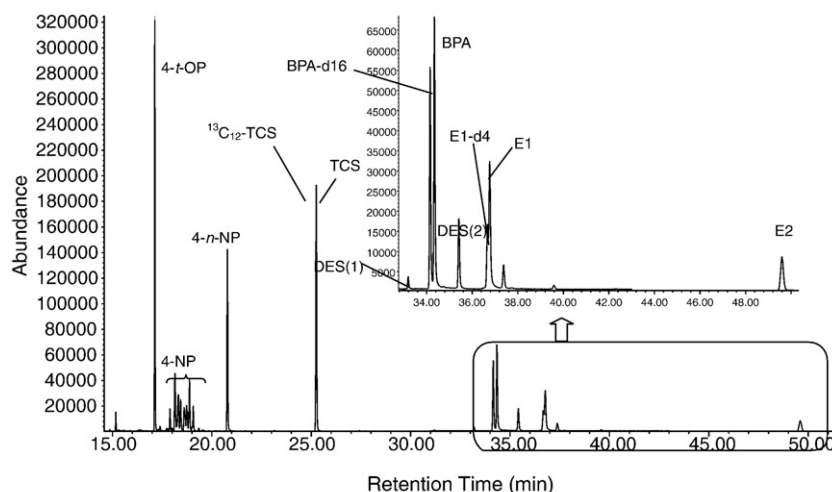 320000
300000
280000
260000
240000
220000
200000
180000
160000
140000
120000
100000
80000
60000
40000
20000
Abundance
4-t-OP
¹³C₁₂-TCS
TCS
4-n-NP
4-NP
65000
60000
55000
50000
45000
40000
35000
30000
25000
20000
15000
10000
5000
BPA
BPA-d16
E1-d4
E1
DES(2)
DES(1)
E2
34.00 36.00 38.00 40.00 42.00 44.00 46.00 48.00
15.00 20.00 25.00 30.00 35.00 40.00 45.00 50.00
Retention Time (min)